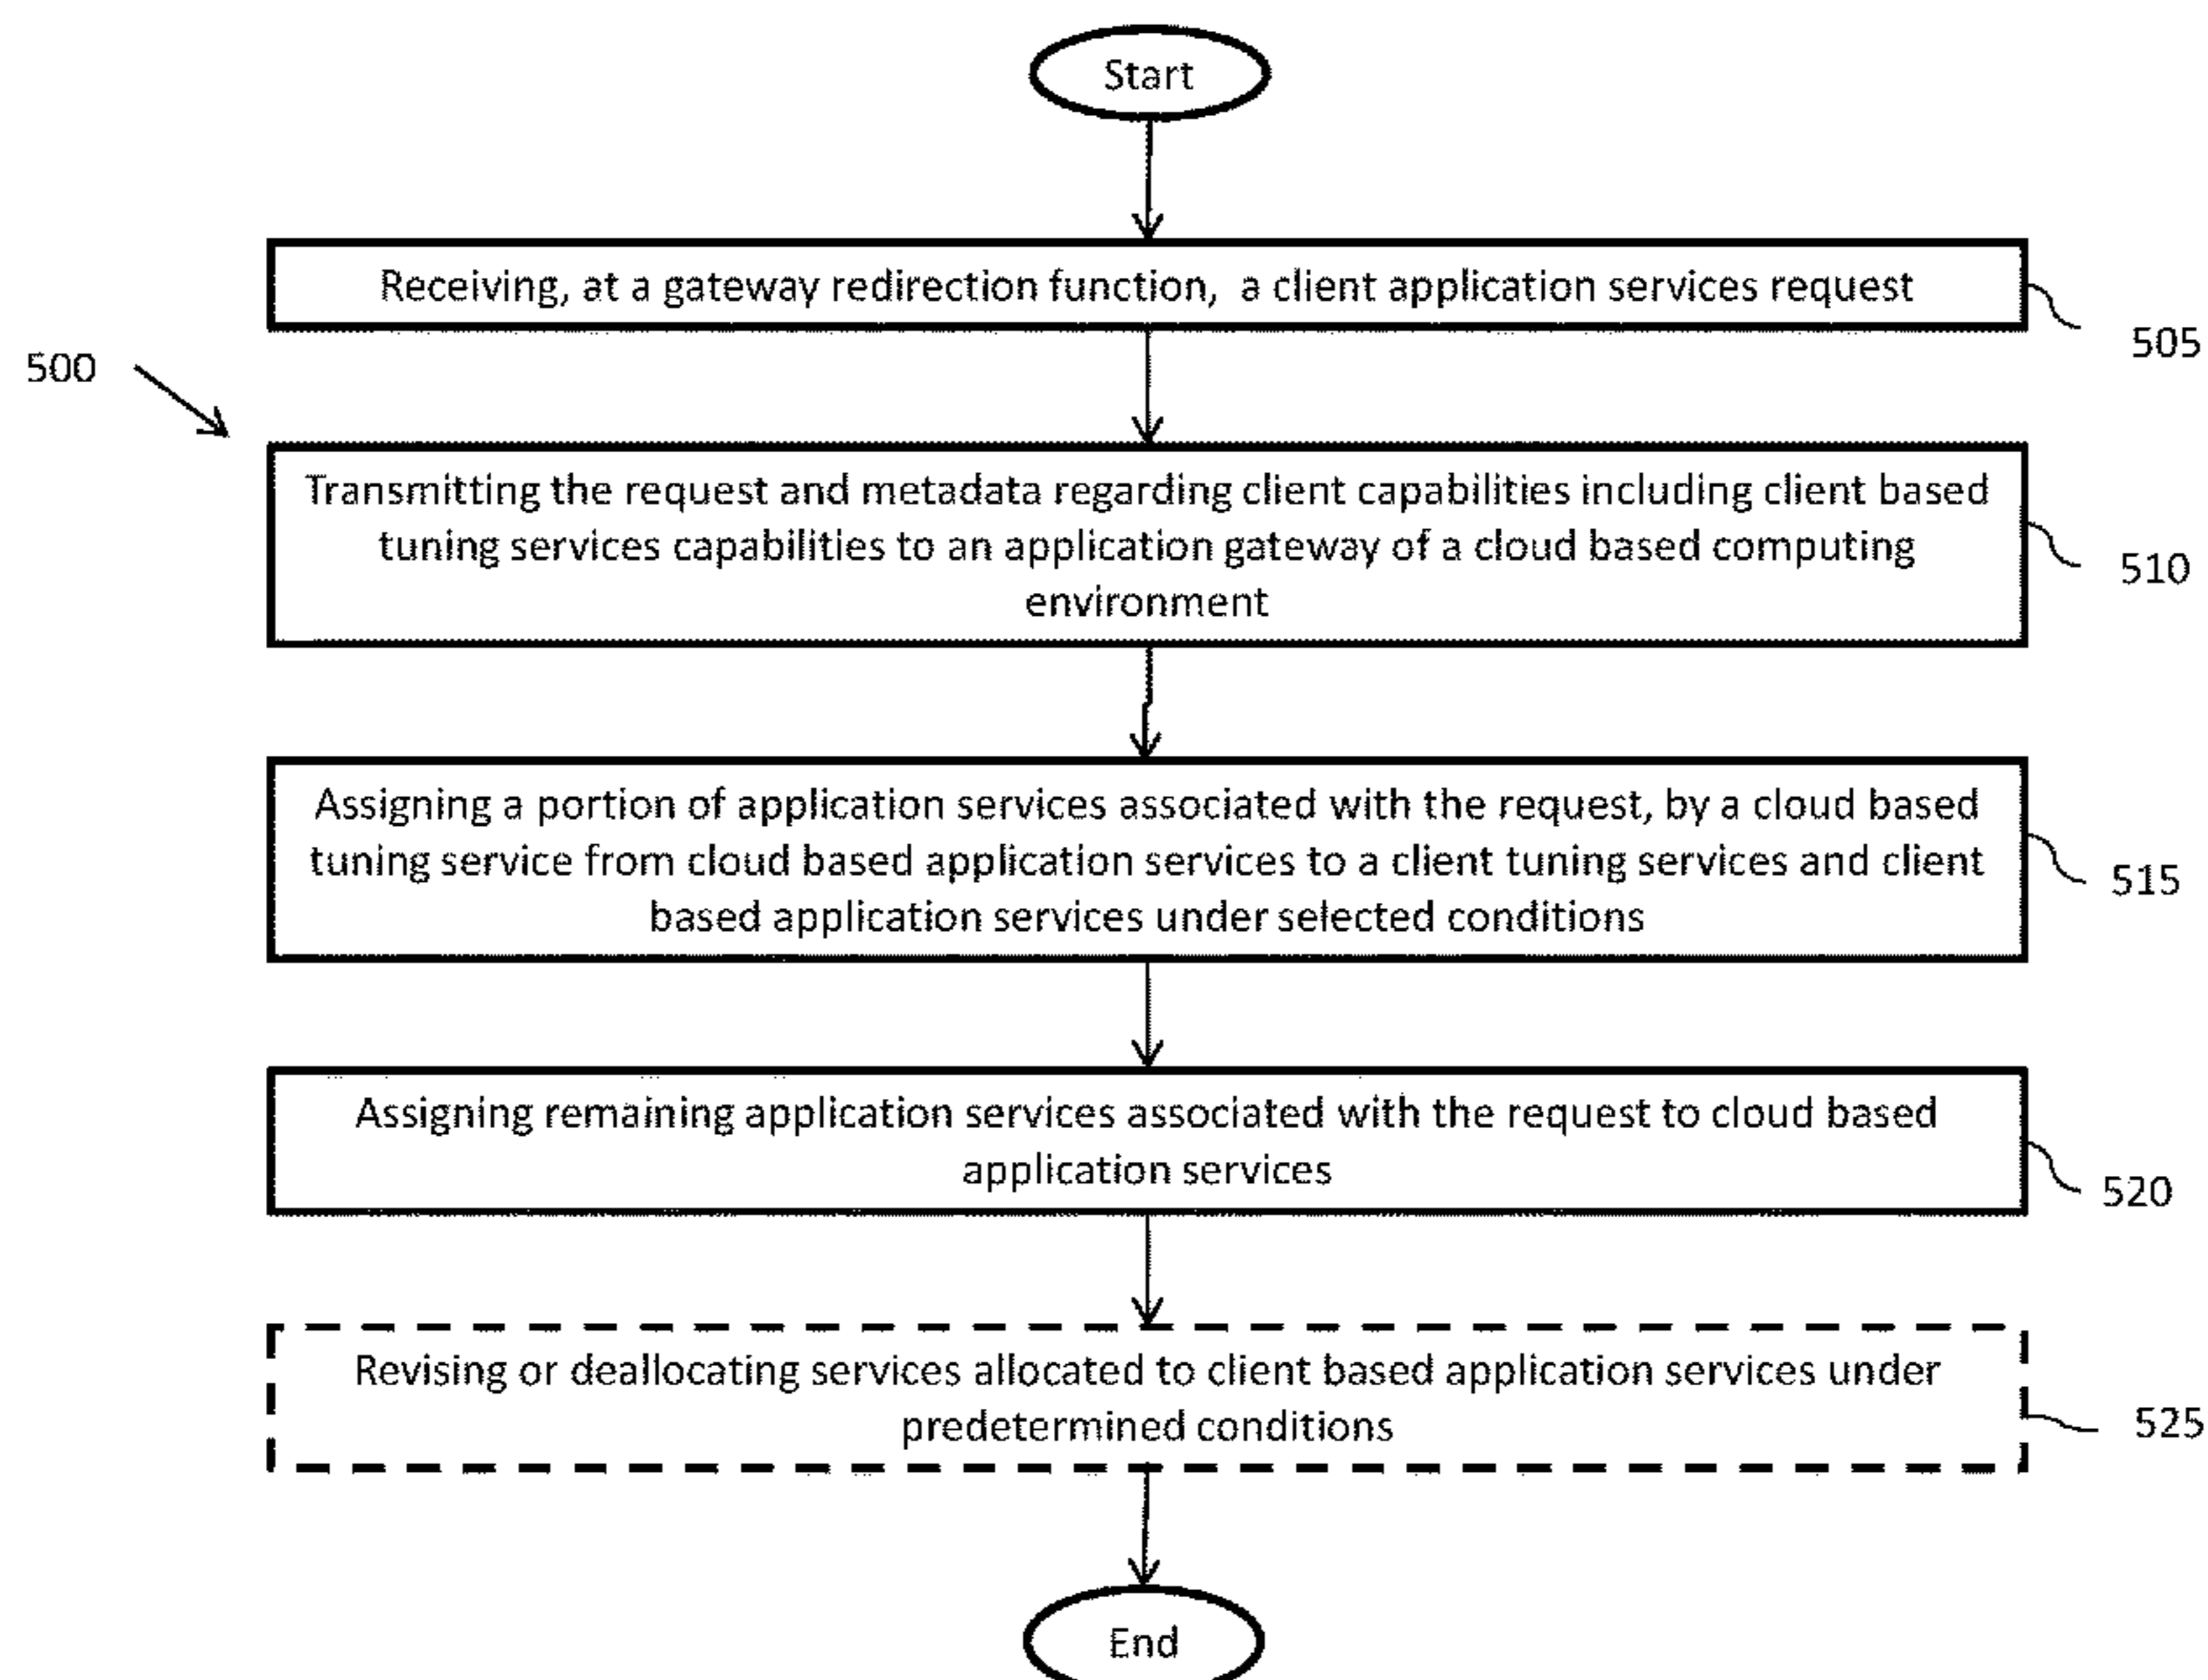 Start
Receiving, at a gateway redirection function, a client application services request
505
500
Transmitting the request and metadata regarding client capabilities including client based
tuning services capabilities to an application gateway of a cloud based computing
environment
510
Assigning a portion of application services associated with the request, by a cloud based
tuning service from cloud based application services to a client tuning services and client
based application services under selected conditions
515
Assigning remaining application services associated with the request to cloud based
application services
520
Revising or deallocating services allocated to client based application services under
predetermined conditions
525
End